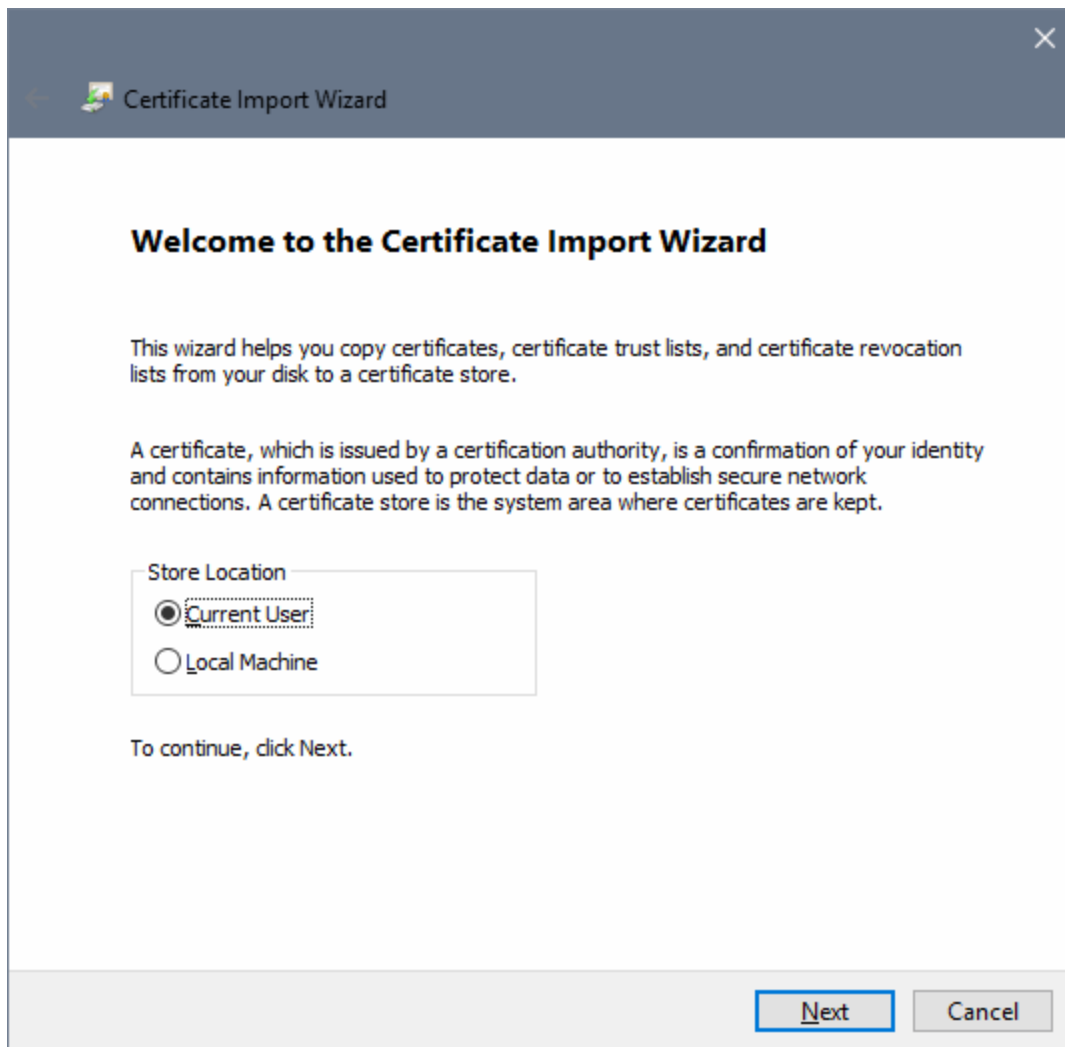 Certificate Import Wizard
Welcome to the Certificate Import Wizard
This wizard helps you copy certificates, certificate trust lists, and certificate revocation
lists from your disk to a certificate store.
A certificate, which is issued by a certification authority, is a confirmation of your identity
and contains information used to protect data or to establish secure network
connections. A certificate store is the system area where certificates are kept.
Store Location
Current User
Local Machine
To continue, click Next.
Next
Cancel